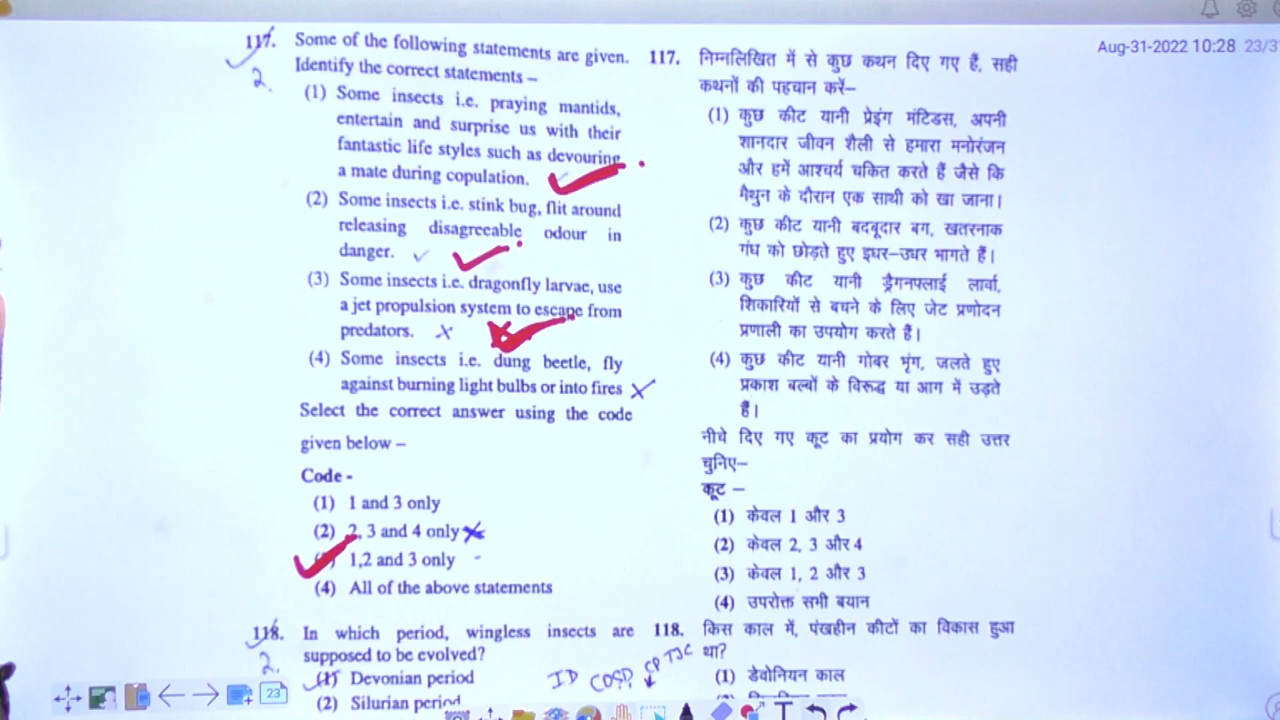 Aug-31-2022 10:28 23/3
117. Some of the following statements are given.
Identify the correct statements –
2.
(1) Some insects i.e. praying mantids,
entertain and surprise us with their
fantastic life styles such as devouring
a mate during copulation.
(2) Some insects i.e. stink bug, flit around
releasing disagreeable odour in
danger.
(3) Some insects i.e. dragonfly larvae, use
a jet propulsion system to escape from
predators.
(4) Some insects i.e. dung beetle, fly
against burning light bulbs or into fires
Select the correct answer using the code
given below –
Code -
(1) 1 and 3 only
(2) 2, 3 and 4 only
1,2 and 3 only
(4) All of the above statements
118. In which period, wingless insects are
supposed to be evolved?
2.
(1) Devonian period
(2) Silurian period
ID COSD CP TJC
117. निम्नलिखित में से कुछ कथन दिए गए हैं, सही
कथनों की पहचान करें–
(1) कुछ कीट यानी प्रेइंग मंटिडस, अपनी
शानदार जीवन शैली से हमारा मनोरंजन
और हमें आश्चर्य चकित करते हैं जैसे कि
मैथुन के दौरान एक साथी को खा जाना।
(2) कुछ कीट यानी बदबूदार बग, खतरनाक
गंध को छोड़ते हुए इधर–उधर भागते हैं।
(3) कुछ कीट यानी ड्रैगनफ्लाई लार्वा,
शिकारियों से बचने के लिए जेट प्रणोदन
प्रणाली का उपयोग करते हैं।
(4) कुछ कीट यानी गोबर भृंग, जलते हुए
प्रकाश बल्बों के विरूद्ध या आग में उड़ते
हैं।
नीचे दिए गए कूट का प्रयोग कर सही उत्तर
चुनिए–
कूट –
(1) केवल 1 और 3
(2) केवल 2, 3 और 4
(3) केवल 1, 2 और 3
(4) उपरोक्त सभी बयान
118. किस काल में, पंखहीन कीटों का विकास हुआ
था?
(1) डेवोनियन काल
23